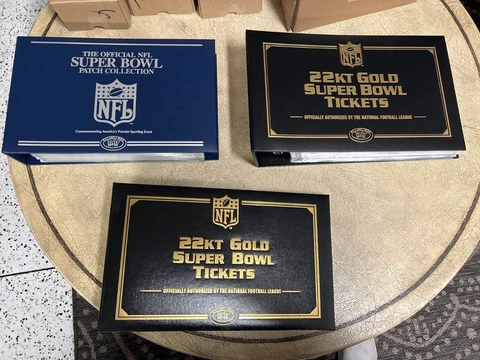 THE OFFICIAL NFL
SUPER BOWL
PATCH COLLECTION
NFL
Commemorating America's Premier Sporting Event
NFL
22KT GOLD
SUPER BOWL
TICKETS
OFFICIALLY AUTHORIZED BY THE NATIONAL FOOTBALL LEAGUE
NFL
22KT GOLD
SUPER BOWL
TICKETS
OFFICIALLY AUTHORIZED BY THE NATIONAL FOOTBALL LEAGUE